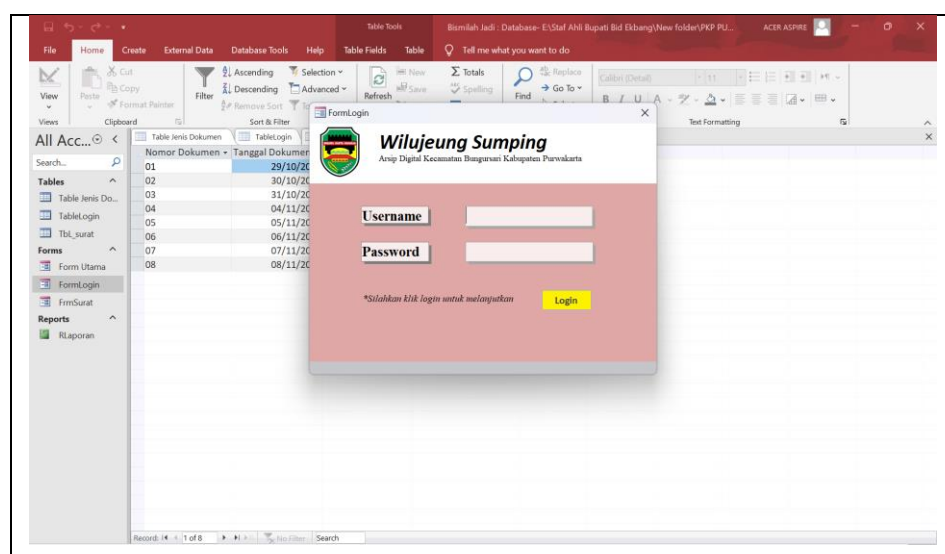 Table Tools
Bismilah Jadi : Database- E:\Staf Ahli Bupati Bid Ekbang\New folder\PKP PU...
ACER ASPIRE
File Home Create External Data Database Tools Help Table Fields Table Tell me what you want to do
View
Paste
Cut
Copy
Format Painter
Filter
Ascending
Descending
Remove Sort
Selection
Advanced
Refresh
New
Save
Totals
Spelling
Find
Replace
Go To
Calibri (Detail) 11
B I U A
Views Clipboard Sort & Filter Text Formatting
All Acc...
Search...
Tables
Table Jenis Do...
TableLogin
TbL_surat
Forms
Form Utama
FormLogin
FrmSurat
Reports
RLaporan
Table Jenis Dokumen TableLogin
Nomor Dokumen Tanggal Dokumen
01 29/10/20
02 30/10/20
03 31/10/20
04 04/11/20
05 05/11/20
06 06/11/20
07 07/11/20
08 08/11/20
FormLogin
Wilujeung Sumping
Arsip Digital Kecamatan Bungursari Kabupaten Purwakarta
Username
Password
*Silahkan klik login untuk melanjutkan
Login
Record: 1 of 8 No Filter Search